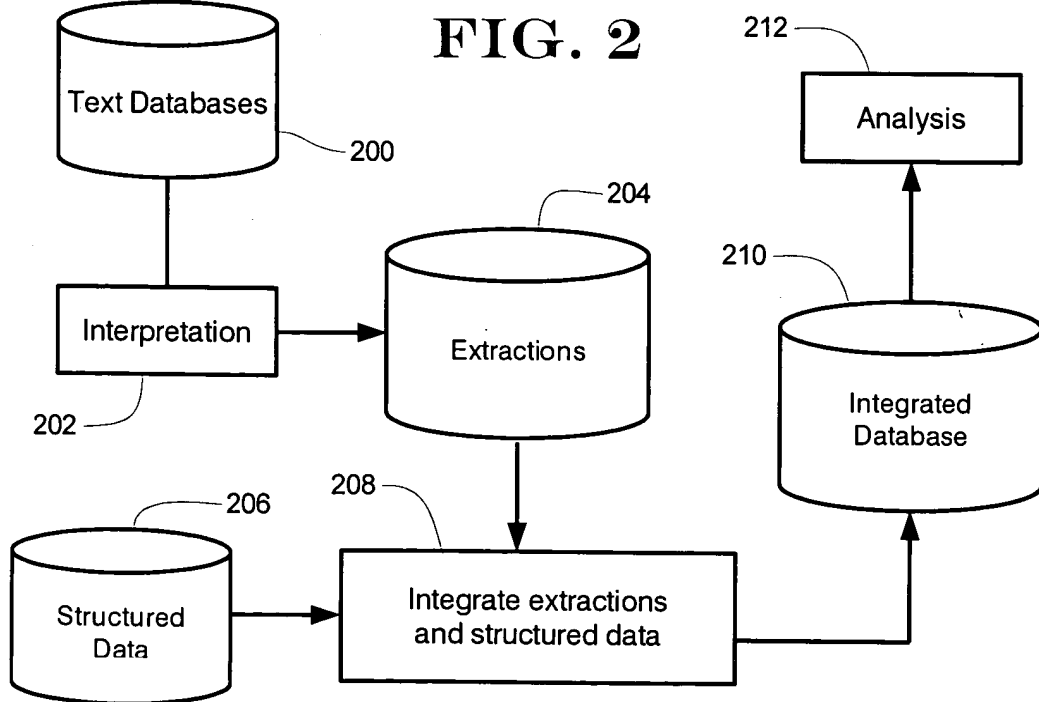 FIG. 2
Text Databases
200
Interpretation
202
204
Extractions
206
Structured
Data
208
Integrate extractions
and structured data
210
Integrated
Database
212
Analysis